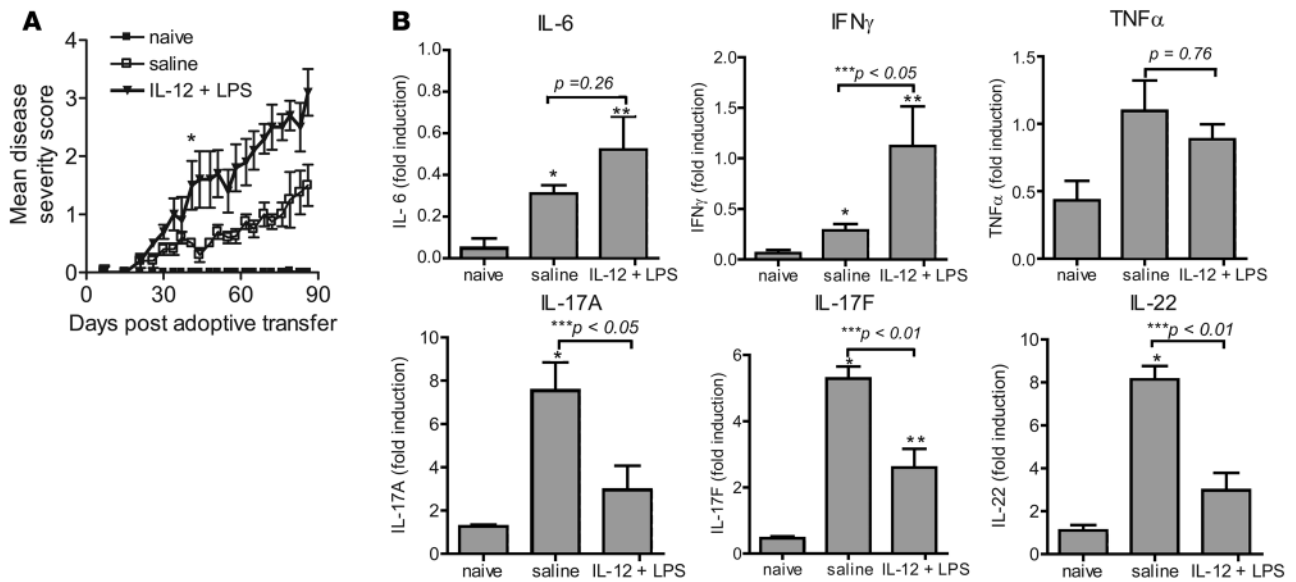 A
naive
saline
IL-12 + LPS
4
3
2
1
0
*
0 30 60 90
Mean disease
severity score
Days post adoptive transfer
B
IL-6
IL- 6 (fold induction)
1.0
0.8
0.6
0.4
0.2
0.0
p =0.26
*
**
naive saline IL-12 + LPS
IFNγ
IFNγ (fold induction)
2.0
1.5
1.0
0.5
0.0
***p < 0.05
*
**
naive saline IL-12 + LPS
TNFα
TNFα (fold induction)
1.5
1.0
0.5
0.0
p = 0.76
naive saline IL-12 + LPS
IL-17A
IL-17A (fold induction)
10
8
6
4
2
0
***p < 0.05
*
naive saline IL-12 + LPS
IL-17F
IL-17F (fold induction)
6
4
2
0
***p < 0.01
*
**
naive saline IL-12 + LPS
IL-22
IL-22 (fold induction)
10
8
6
4
2
0
***p < 0.01
*
naive saline IL-12 + LPS